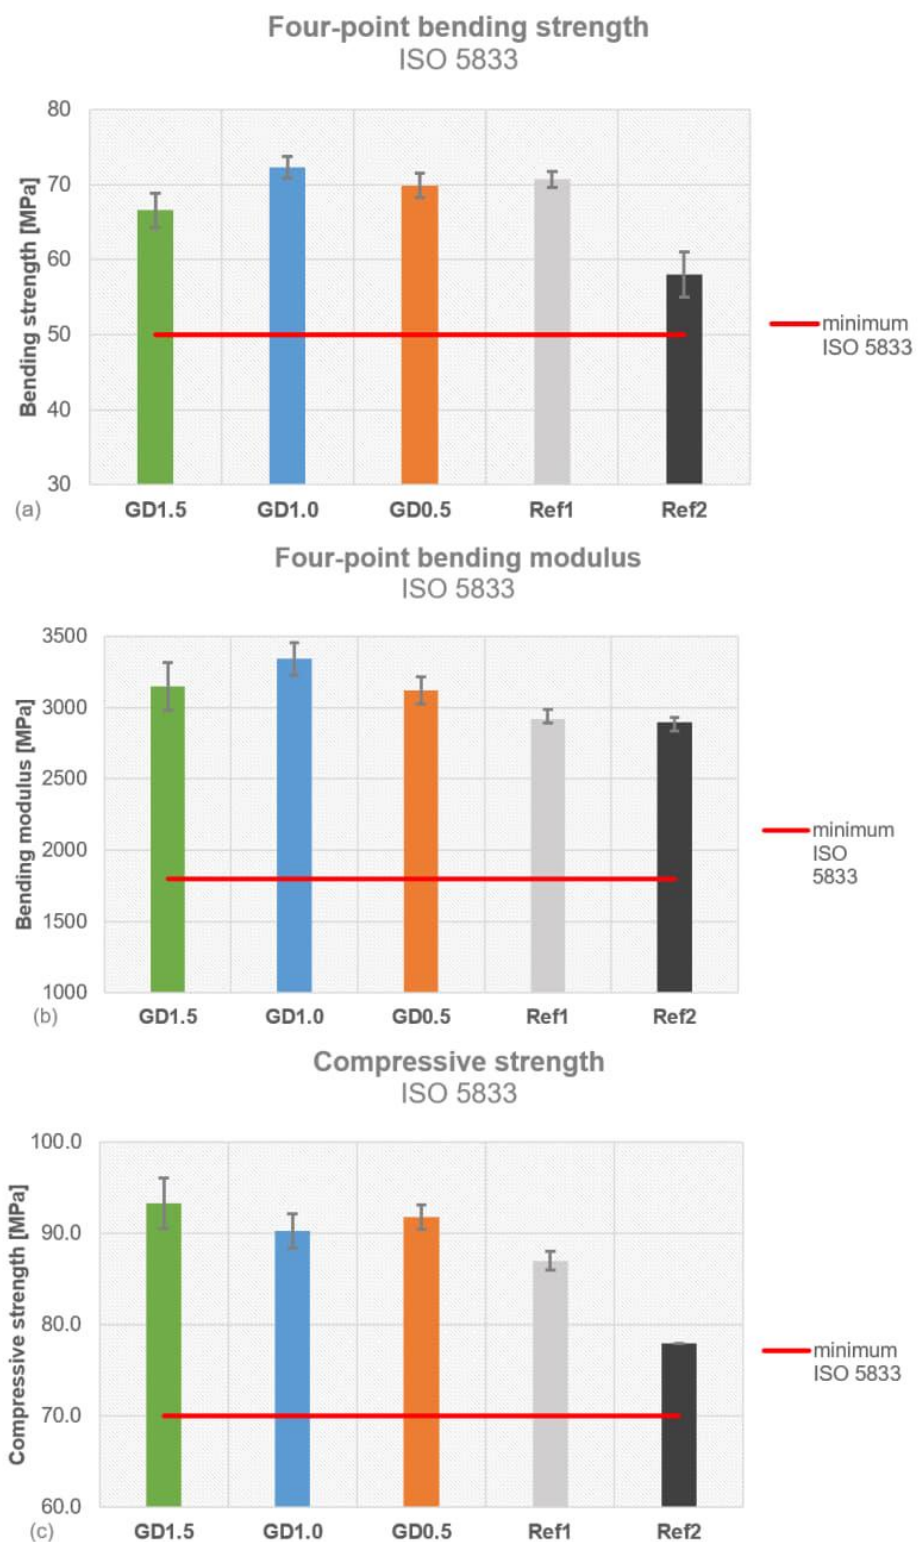 Four-point bending strength
ISO 5833
Bending strength [MPa]
80
70
60
50
40
30
minimum
ISO 5833
(a)
GD1.5 GD1.0 GD0.5 Ref1 Ref2
Four-point bending modulus
ISO 5833
Bending modulus [MPa]
3500
3000
2500
2000
1500
1000
minimum
ISO
5833
(b)
GD1.5 GD1.0 GD0.5 Ref1 Ref2
Compressive strength
ISO 5833
Compressive strength [MPa]
100.0
90.0
80.0
70.0
60.0
minimum
ISO 5833
(c)
GD1.5 GD1.0 GD0.5 Ref1 Ref2